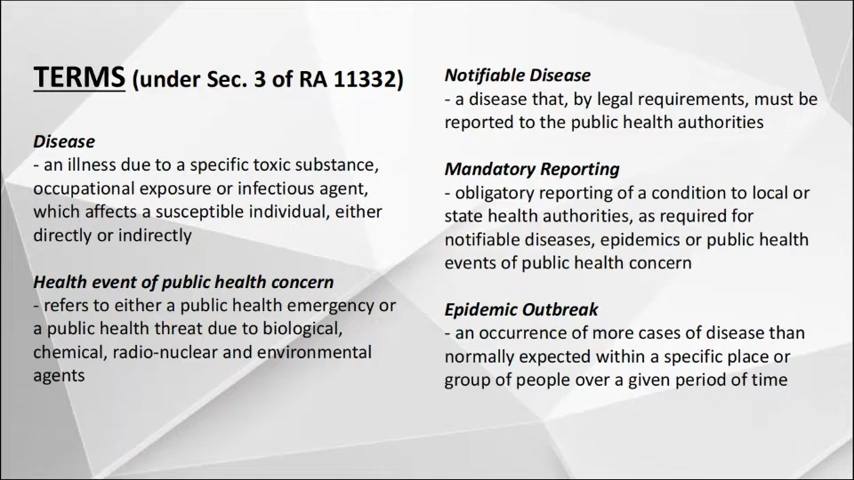 TERMS (under Sec. 3 of RA 11332)
Disease
- an illness due to a specific toxic substance,
occupational exposure or infectious agent,
which affects a susceptible individual, either
directly or indirectly
Health event of public health concern
- refers to either a public health emergency or
a public health threat due to biological,
chemical, radio-nuclear and environmental
agents
Notifiable Disease
- a disease that, by legal requirements, must be
reported to the public health authorities
Mandatory Reporting
- obligatory reporting of a condition to local or
state health authorities, as required for
notifiable diseases, epidemics or public health
events of public health concern
Epidemic Outbreak
- an occurrence of more cases of disease than
normally expected within a specific place or
group of people over a given period of time